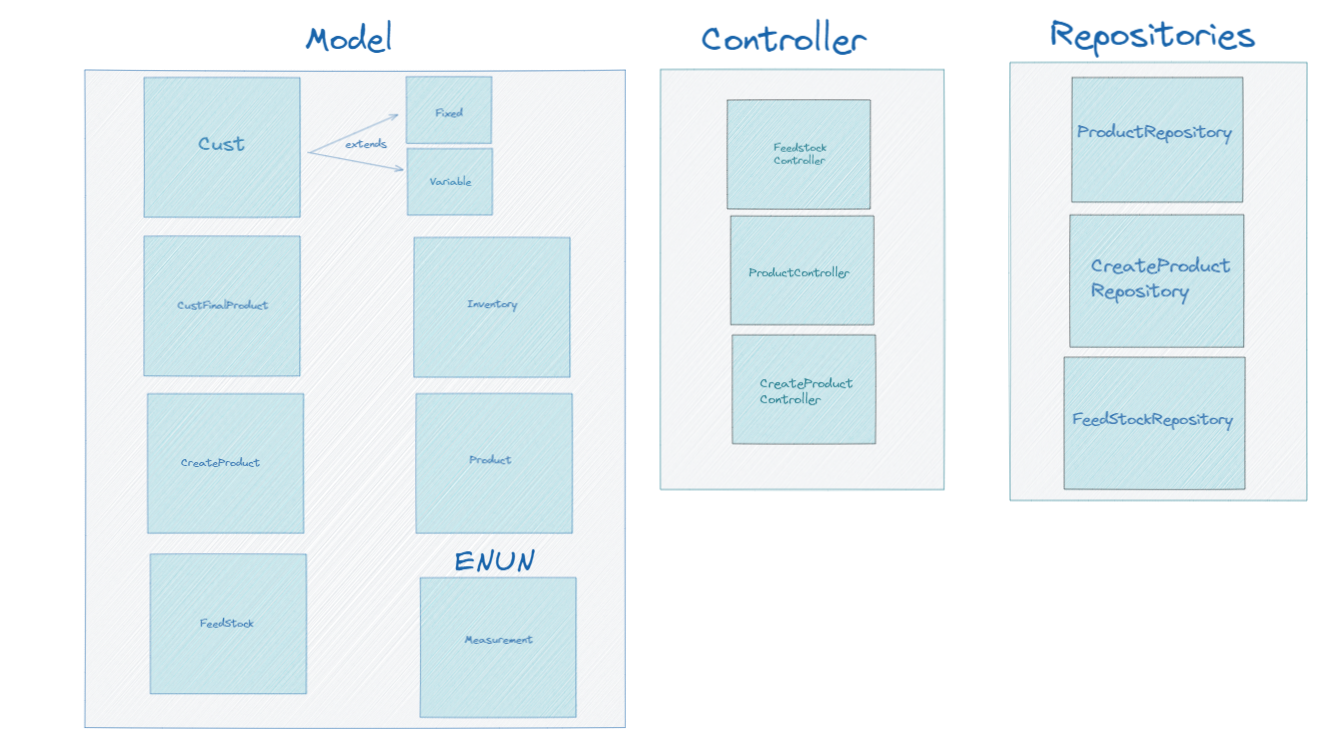 Model
Cust
extends
Fixed
Variable
CustFinalProduct
Inventory
CreateProduct
Product
FeedStock
ENUN
Measurement
Controller
Feedstock
Controller
ProductController
CreateProduct
Controller
Repositories
ProductRepository
CreateProduct
Repository
FeedStockRepository